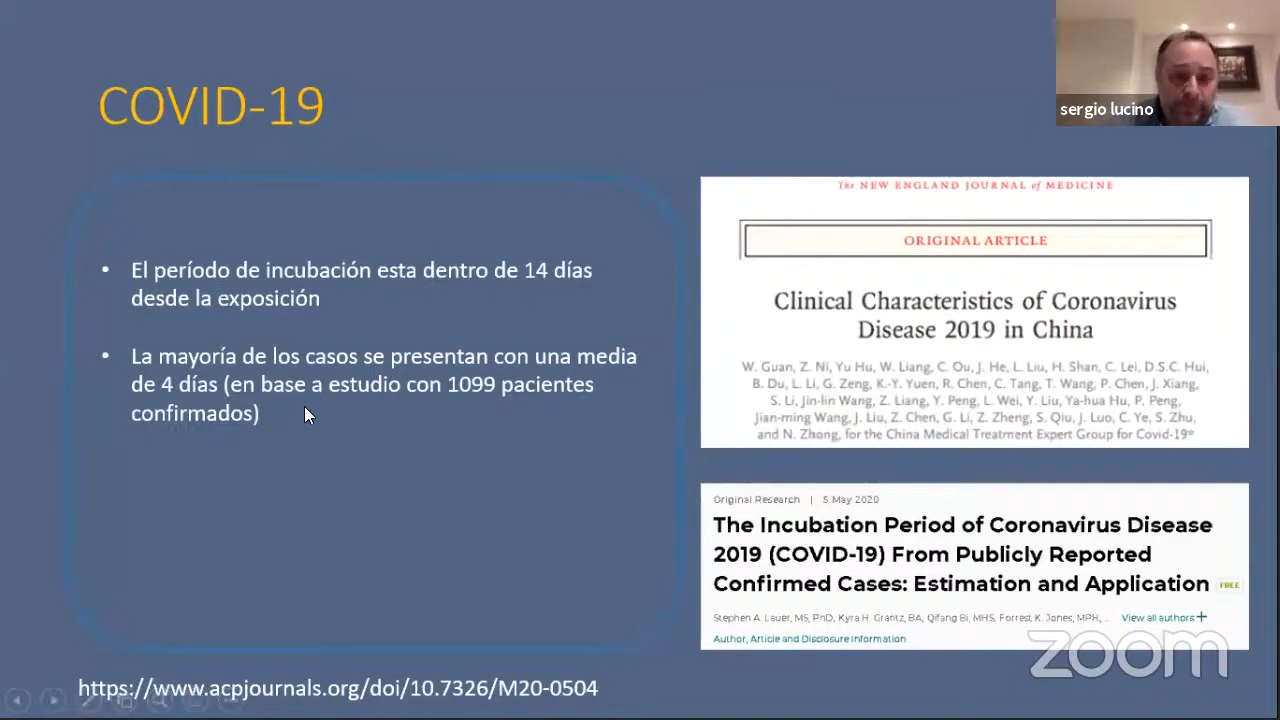 COVID-19
sergio lucino
• El período de incubación esta dentro de 14 días
desde la exposición
• La mayoría de los casos se presentan con una media
de 4 días (en base a estudio con 1099 pacientes
confirmados)
The NEW ENGLAND JOURNAL of MEDICINE
ORIGINAL ARTICLE
Clinical Characteristics of Coronavirus
Disease 2019 in China
W. Guan, Z. Ni, Yu Hu, W. Liang, C. Ou, J. He, L. Liu, H. Shan, C. Lei, D.S.C. Hui,
B. Du, L. Li, G. Zeng, K.-Y. Yuen, R. Chen, C. Tang, T. Wang, P. Chen, J. Xiang,
S. Li, Jin-lin Wang, Z. Liang, Y. Peng, L. Wei, Y. Liu, Ya-hua Hu, P. Peng,
Jian-ming Wang, J. Liu, Z. Chen, G. Li, Z. Zheng, S. Qiu, J. Luo, C. Ye, S. Zhu,
and N. Zhong, for the China Medical Treatment Expert Group for Covid-19*
Original Research | 5 May 2020
The Incubation Period of Coronavirus Disease
2019 (COVID-19) From Publicly Reported
Confirmed Cases: Estimation and Application FREE
Stephen A. Lauer, MS, PhD, Kyra H. Grantz, BA, Qifang Bi, MHS, Forrest K. Jones, MPH, ... View all authors +
Author, Article and Disclosure Information
zoom
https://www.acpjournals.org/doi/10.7326/M20-0504